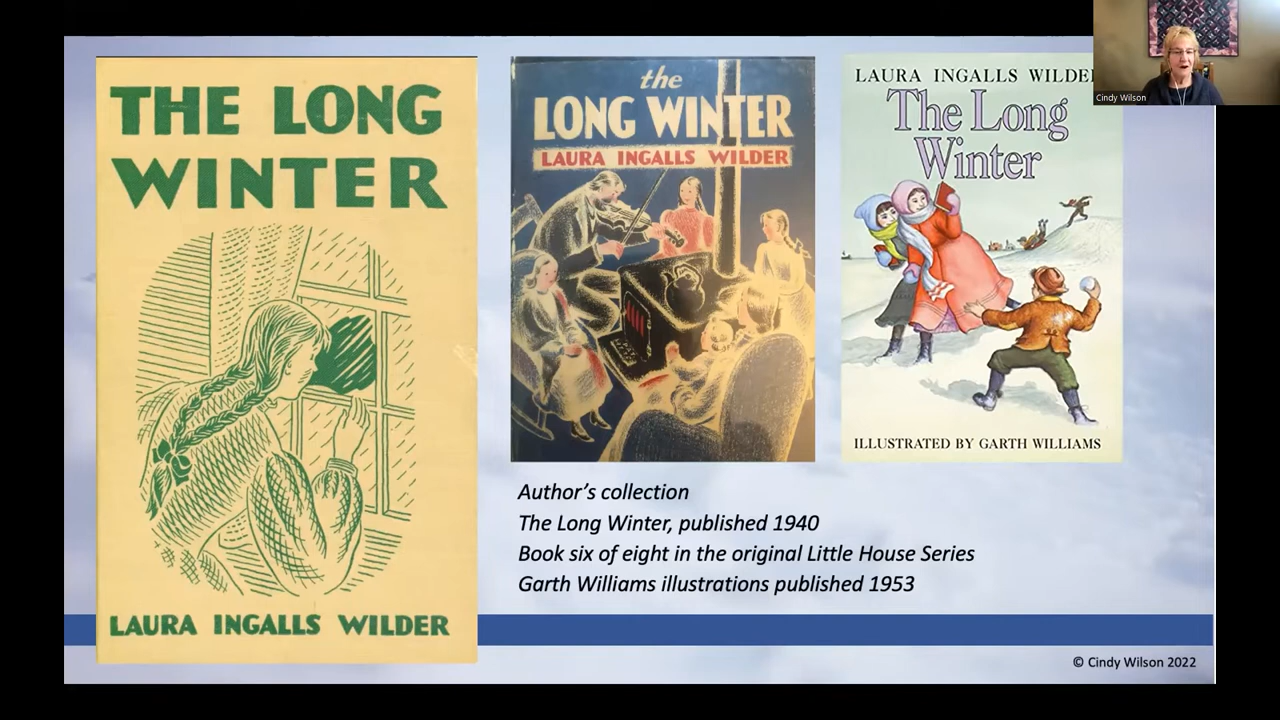 THE LONG
WINTER
LAURA INGALLS WILDER
the
LONG WINTER
LAURA INGALLS WILDER
LAURA INGALLS WILDE
The Long
Winter
ILLUSTRATED BY GARTH WILLIAMS
Cindy Wilson
Author's collection
The Long Winter, published 1940
Book six of eight in the original Little House Series
Garth Williams illustrations published 1953
© Cindy Wilson 2022